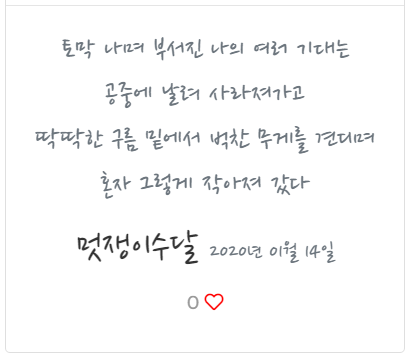 토막 나며 부서진 나의 여러 기대는
공중에 날려 사라져가고
딱딱한 구름 밑에서 벅찬 무게를 견디며
혼자 그렇게 작아져 갔다
멋쟁이수달 2020년 이월 14일
0